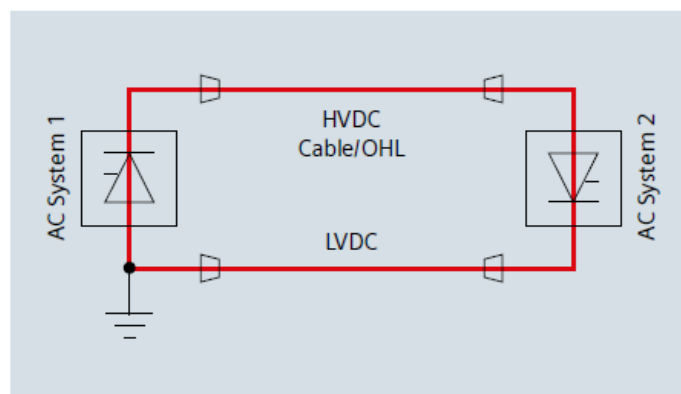 AC System 1
HVDC
Cable/OHL
LVDC
AC System 2